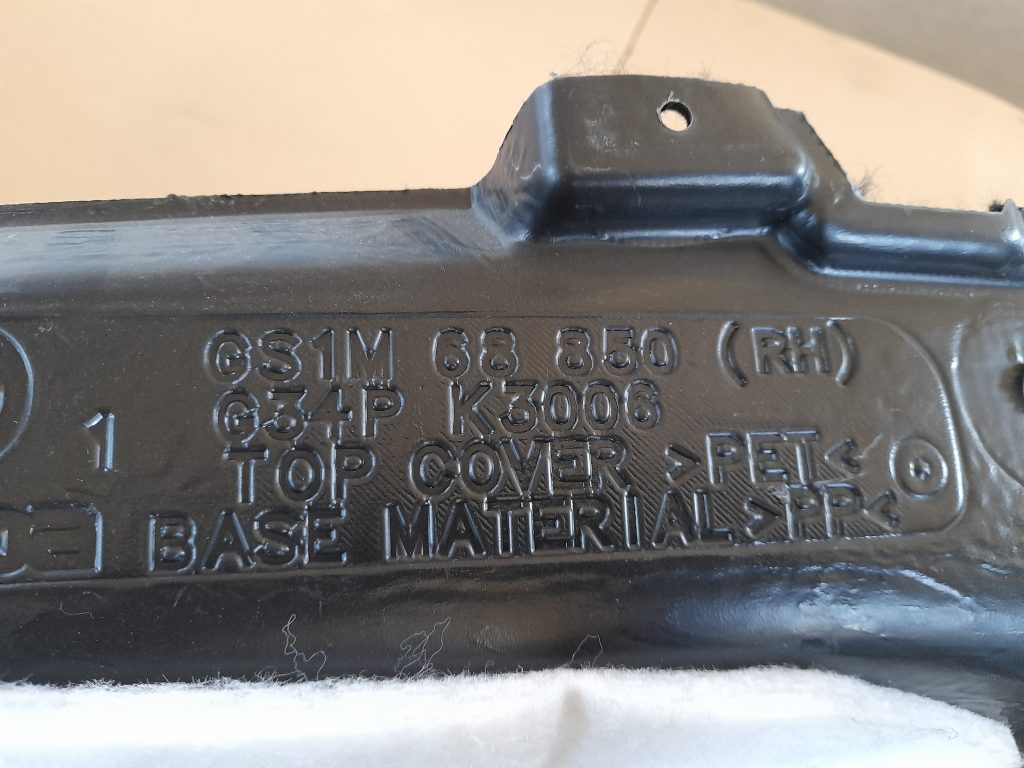 GS1M 68 850 (RH)
G34P K3006
1
TOP COVER >PET<
BASE MATERIAL >PP<